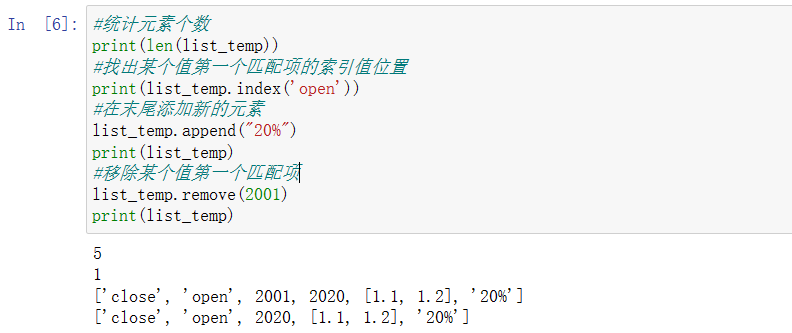 In [6]: #统计元素个数
print(len(list_temp))
#找出某个值第一个匹配项的索引值位置
print(list_temp.index('open'))
#在末尾添加新的元素
list_temp.append("20%")
print(list_temp)
#移除某个值第一个匹配项
list_temp.remove(2001)
print(list_temp)
5
1
['close', 'open', 2001, 2020, [1.1, 1.2], '20%']
['close', 'open', 2020, [1.1, 1.2], '20%']